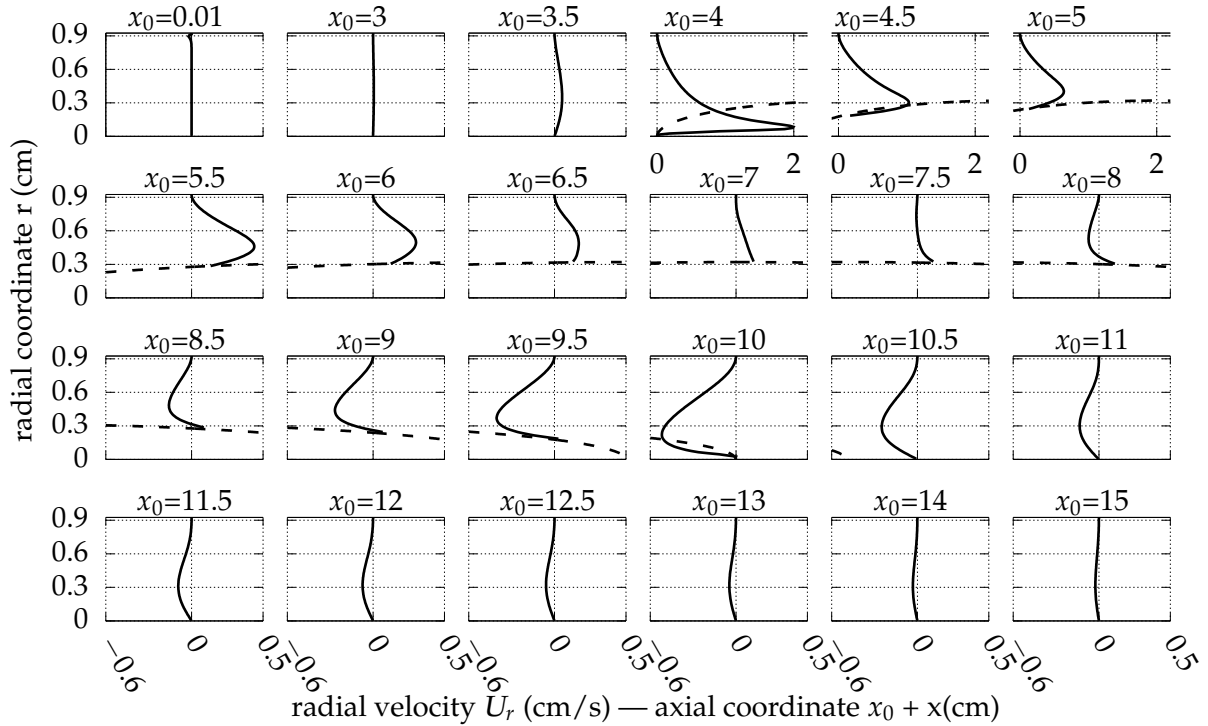 x₀=0.01 x₀=3 x₀=3.5 x₀=4 x₀=4.5 x₀=5
0.9
0.6
0.3
0
0 2 0 2 0 2
x₀=5.5 x₀=6 x₀=6.5 x₀=7 x₀=7.5 x₀=8
0.9
0.6
0.3
0
x₀=8.5 x₀=9 x₀=9.5 x₀=10 x₀=10.5 x₀=11
0.9
0.6
0.3
0
x₀=11.5 x₀=12 x₀=12.5 x₀=13 x₀=14 x₀=15
0.9
0.6
0.3
0
−0.6 0 0.5 −0.6 0 0.5 −0.6 0 0.5 −0.6 0 0.5 −0.6 0 0.5 −0.6 0 0.5
radial coordinate r (cm)
radial velocity Uᵣ (cm/s) — axial coordinate x₀ + x(cm)